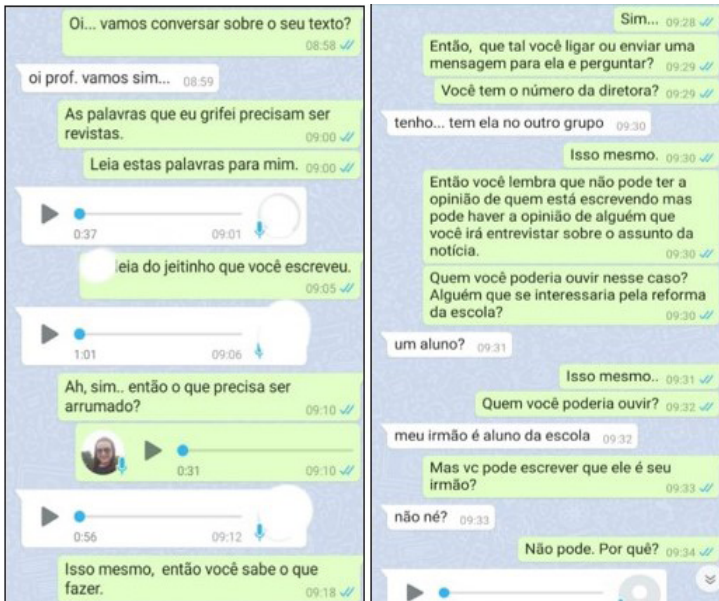 Oi... vamos conversar sobre o seu texto?
08:58
oi prof. vamos sim... 08:59
As palavras que eu grifei precisam ser
revistas. 09:00
Leia estas palavras para mim. 09:00
0:37 09:01
leia do jeitinho que você escreveu.
09:05
1:01 09:06
Ah, sim.. então o que precisa ser
arrumado? 09:10
0:31 09:10
0:56 09:12
Isso mesmo, então você sabe o que
fazer. 09:18
Sim... 09:28
Então, que tal você ligar ou enviar uma
mensagem para ela e perguntar? 09:29
Você tem o número da diretora? 09:29
tenho... tem ela no outro grupo 09:30
Isso mesmo. 09:30
Então você lembra que não pode ter a
opinião de quem está escrevendo mas
pode haver a opinião de alguém que
você irá entrevistar sobre o assunto da
notícia. 09:30
Quem você poderia ouvir nesse caso?
Alguém que se interessaria pela reforma
da escola? 09:30
um aluno? 09:31
Isso mesmo.. 09:31
Quem você poderia ouvir? 09:32
meu irmão é aluno da escola 09:32
Mas vc pode escrever que ele é seu
irmão? 09:33
não né? 09:33
Não pode. Por quê? 09:34